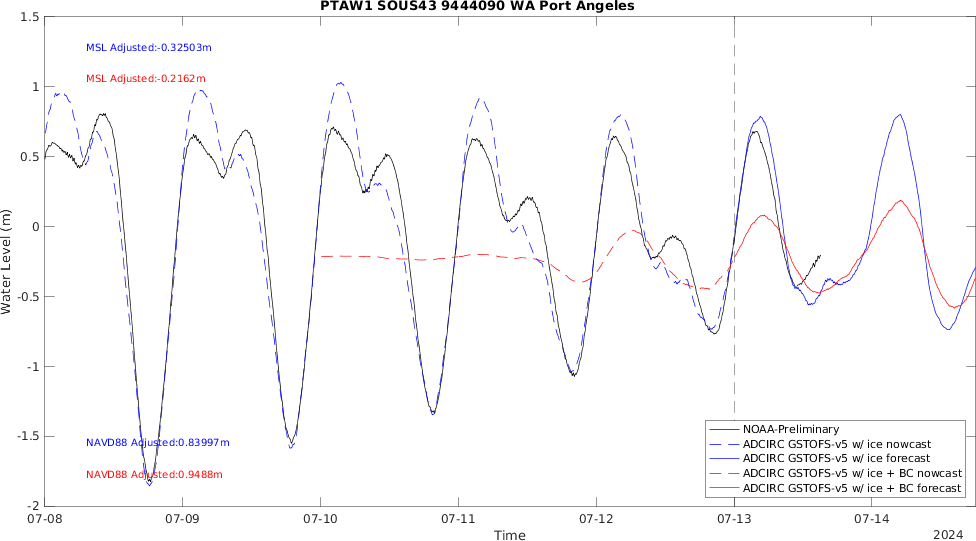 PTAW1 SOUS43 9444090 WA Port Angeles
1.5
1
0.5
0
-0.5
-1
-1.5
-2
Water Level (m)
MSL Adjusted:-0.32503m
MSL Adjusted:-0.2162m
NAVD88 Adjusted:0.83997m
NAVD88 Adjusted:0.9488m
NOAA-Preliminary
ADCIRC GSTOFS-v5 w/ ice nowcast
ADCIRC GSTOFS-v5 w/ ice forecast
ADCIRC GSTOFS-v5 w/ ice + BC nowcast
ADCIRC GSTOFS-v5 w/ ice + BC forecast
07-08 07-09 07-10 07-11 07-12 07-13 07-14
Time
2024